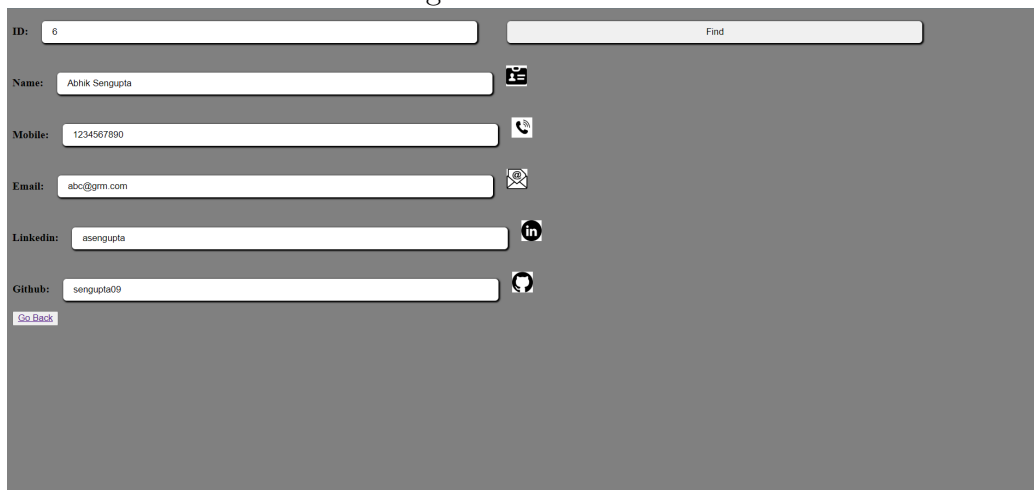 ID: 6 Find
Name: Abhik Sengupta
Mobile: 1234567890
Email: abc@grm.com
Linkedin: asengupta
Github: sengupta09
Go Back